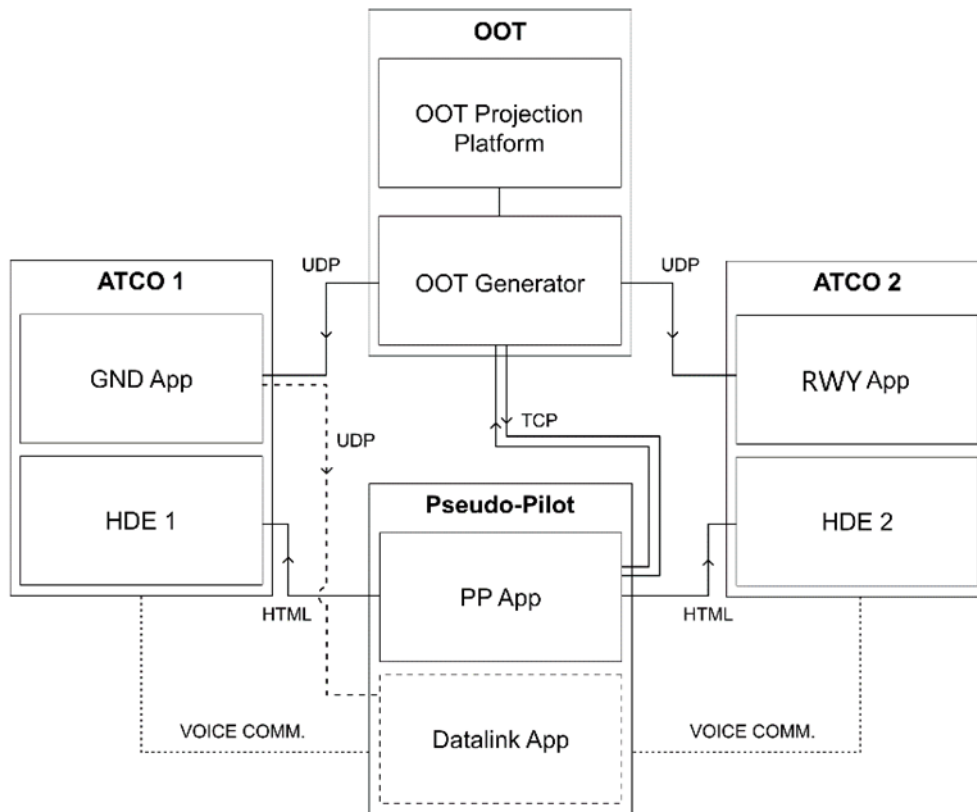 OOT
OOT Projection
Platform
UDP
OOT Generator
UDP
ATCO 1
ATCO 2
GND App
RWY App
TCP
UDP
Pseudo-Pilot
HDE 1
HDE 2
PP App
HTML
HTML
VOICE COMM.
Datalink App
VOICE COMM.